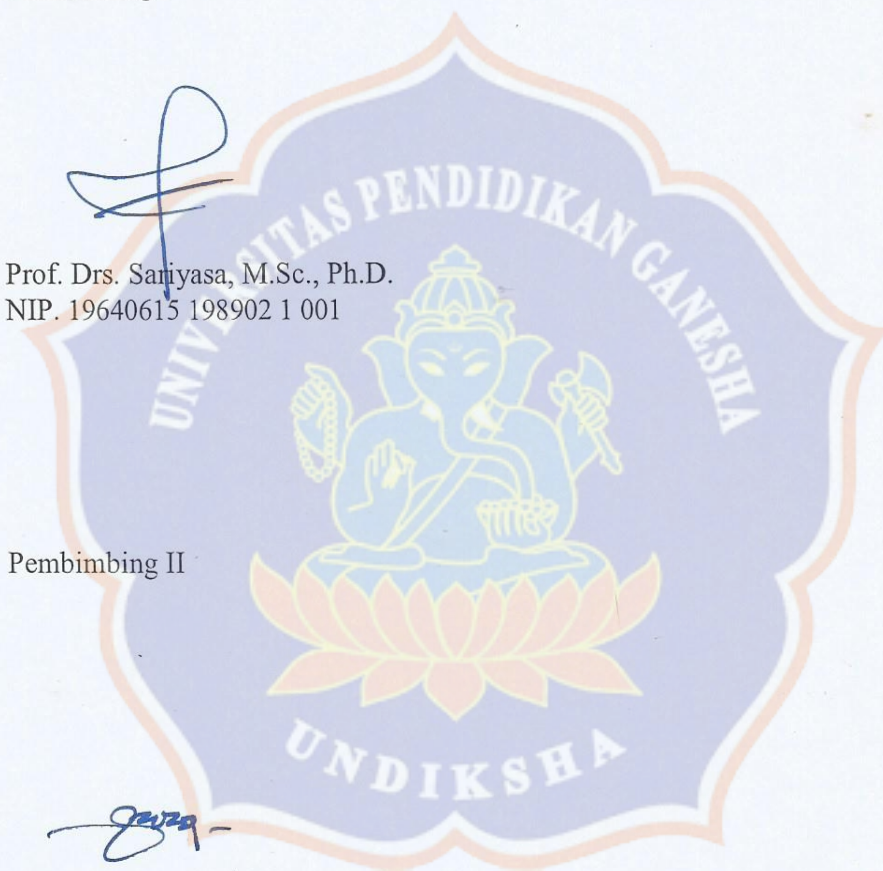 Prof. Drs. Sariyasa, M.Sc., Ph.D.
NIP. 19640615 198902 1 001
UNIVERSITAS PENDIDIKAN GANESHA
Pembimbing II
UNDIKSHA